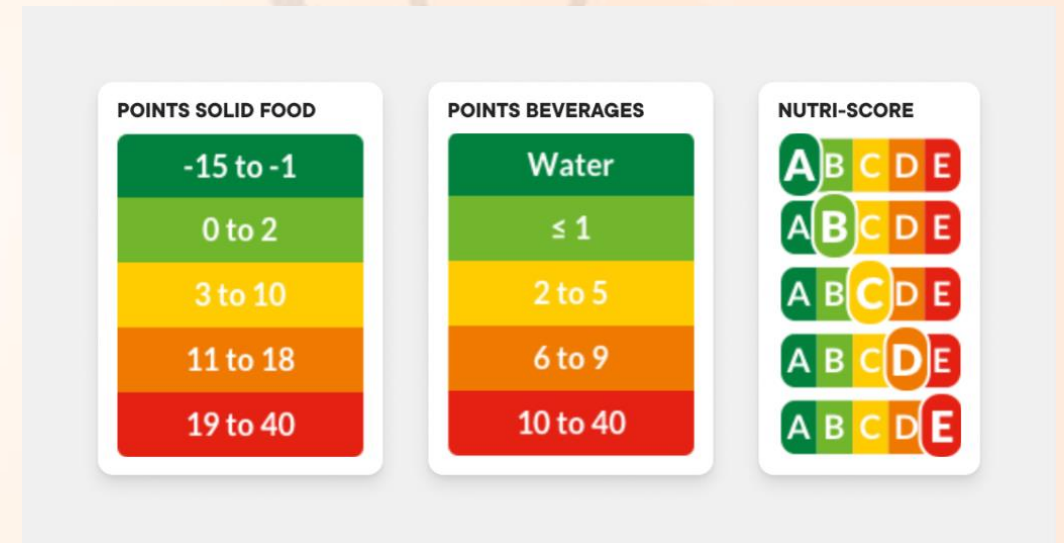 POINTS SOLID FOOD
-15 to -1
0 to 2
3 to 10
11 to 18
19 to 40
POINTS BEVERAGES
Water
≤ 1
2 to 5
6 to 9
10 to 40
NUTRI-SCORE
A B C D E
A B C D E
A B C D E
A B C D E
A B C D E